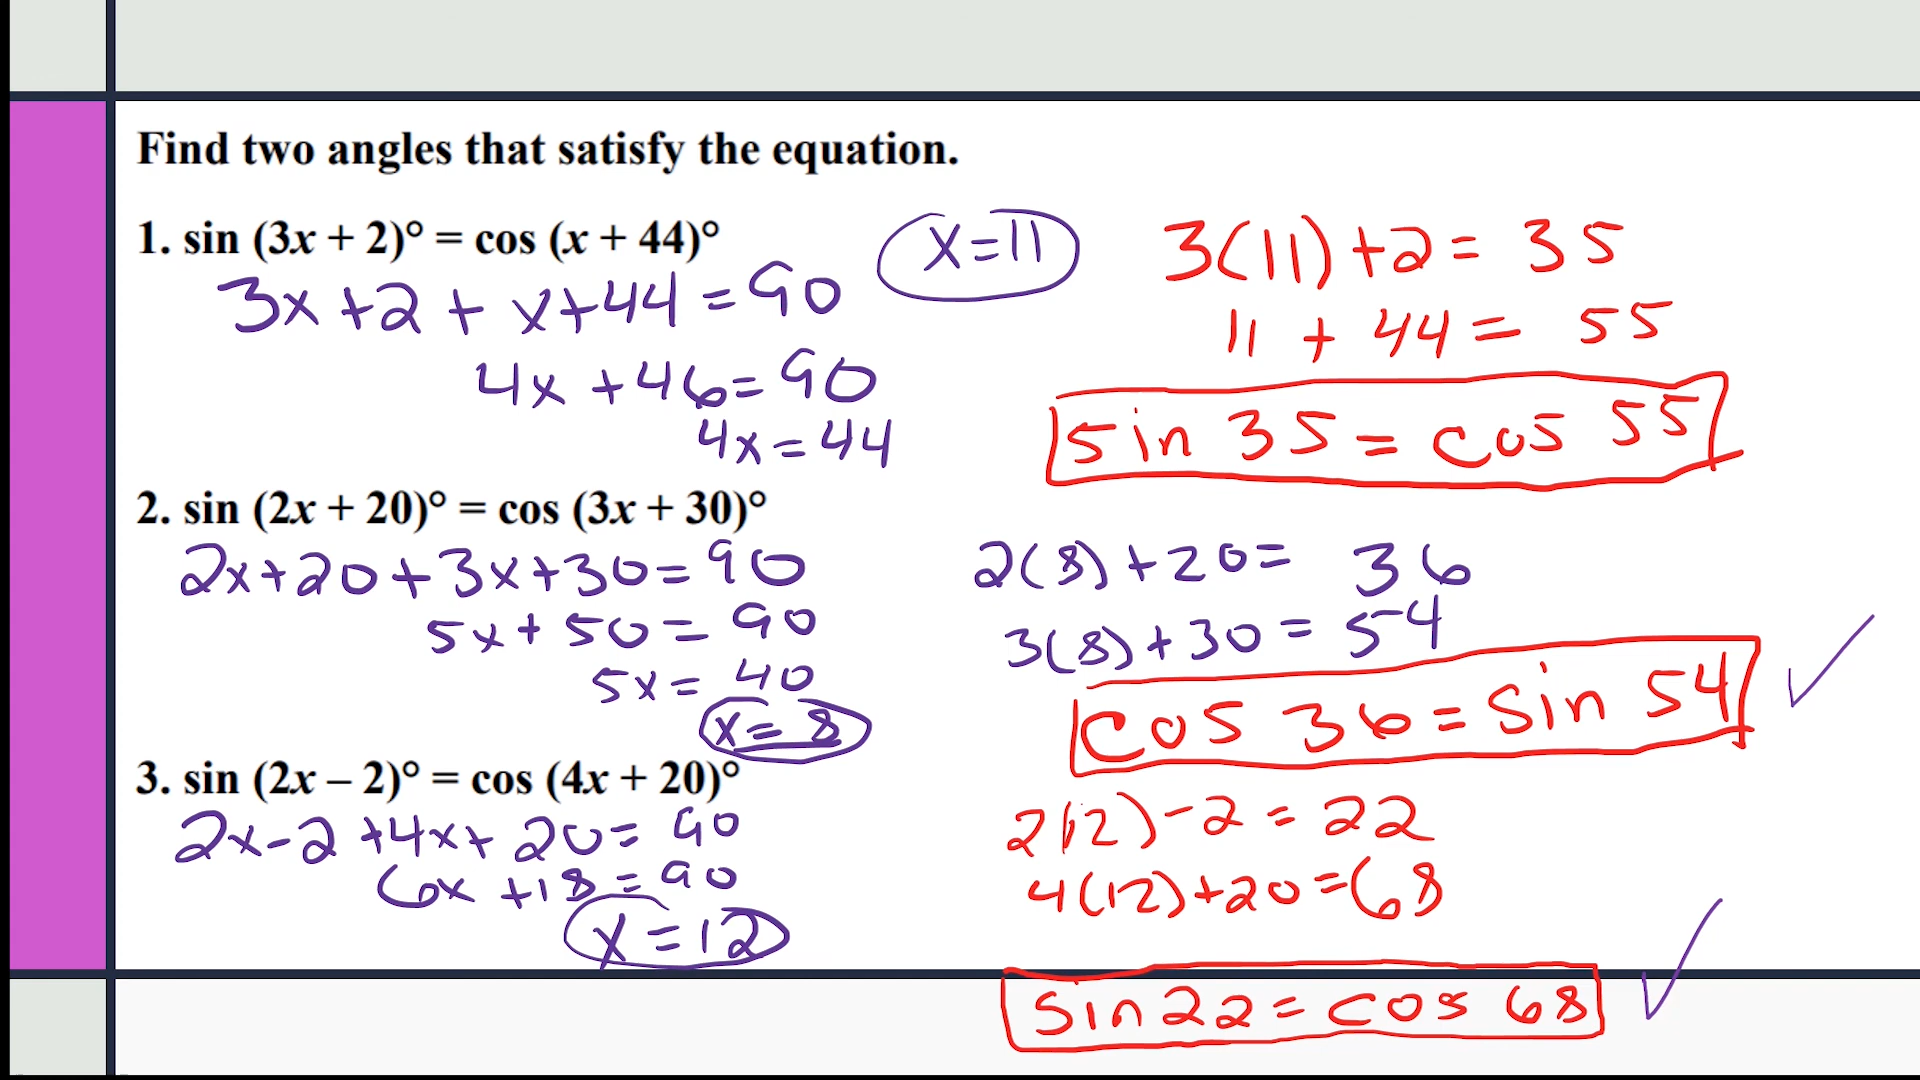 Find two angles that satisfy the equation.
1. sin (3x + 2)° = cos (x + 44)°
3x + 2 + x + 44 = 90
4x + 46 = 90
4x = 44
x = 11
3(11) + 2 = 35
11 + 44 = 55
sin 35 = cos 55
2. sin (2x + 20)° = cos (3x + 30)°
2x + 20 + 3x + 30 = 90
5x + 50 = 90
5x = 40
x = 8
2(8) + 20 = 36
3(8) + 30 = 54
cos 36 = sin 54
3. sin (2x – 2)° = cos (4x + 20)°
2x - 2 + 4x + 20 = 90
6x + 18 = 90
x = 12
2(12) - 2 = 22
4(12) + 20 = 68
sin 22 = cos 68